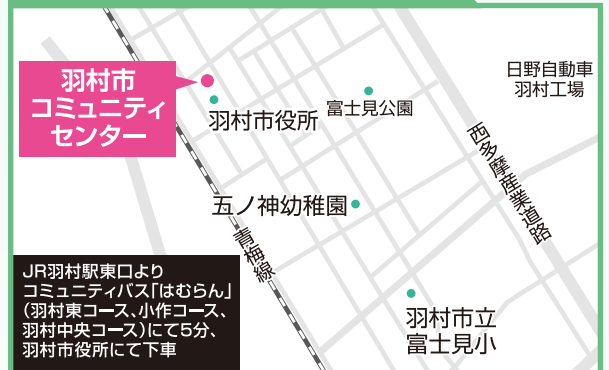 羽村市
コミュニティ
センター
羽村市役所
富士見公園
日野自動車
羽村工場
西多摩産業道路
五ノ神幼稚園
青梅線
羽村市立
富士見小
JR羽村駅東口より
コミュニティバス「はむらん」
（羽村東コース、小作コース、
羽村中央コース）にて5分、
羽村市役所にて下車